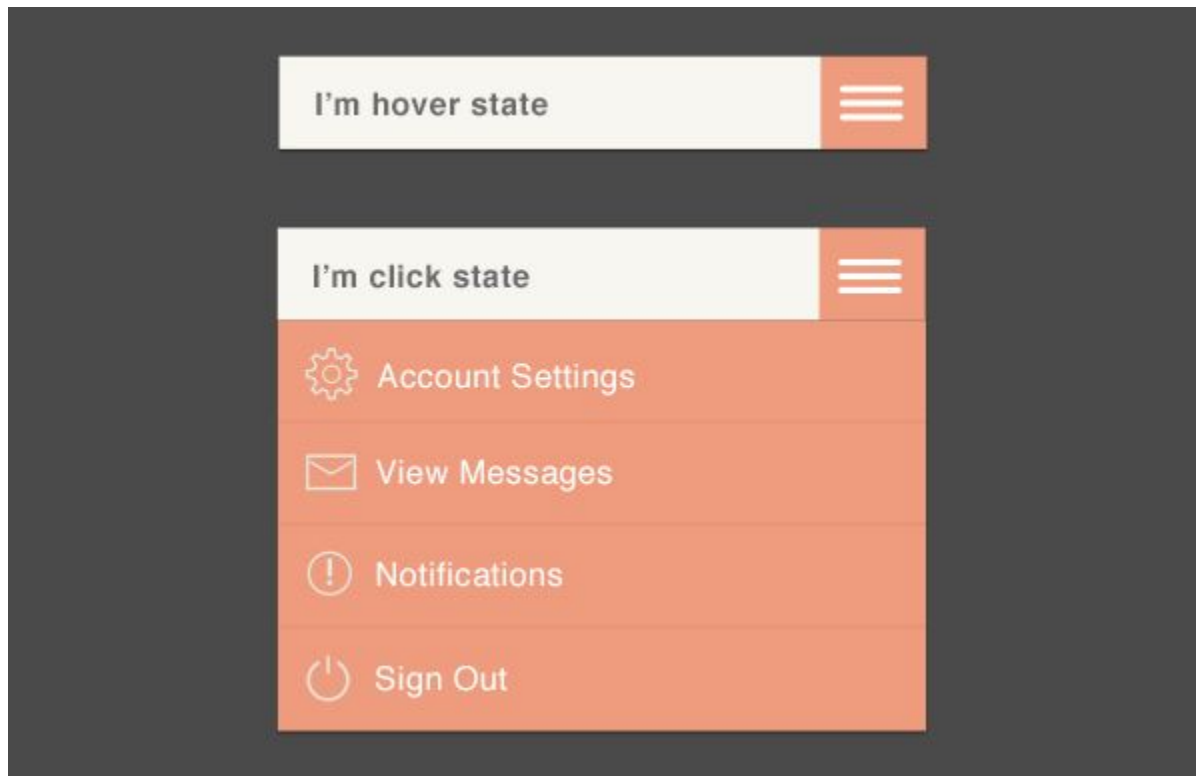 I’m hover state
I’m click state
Account Settings
View Messages
Notifications
Sign Out